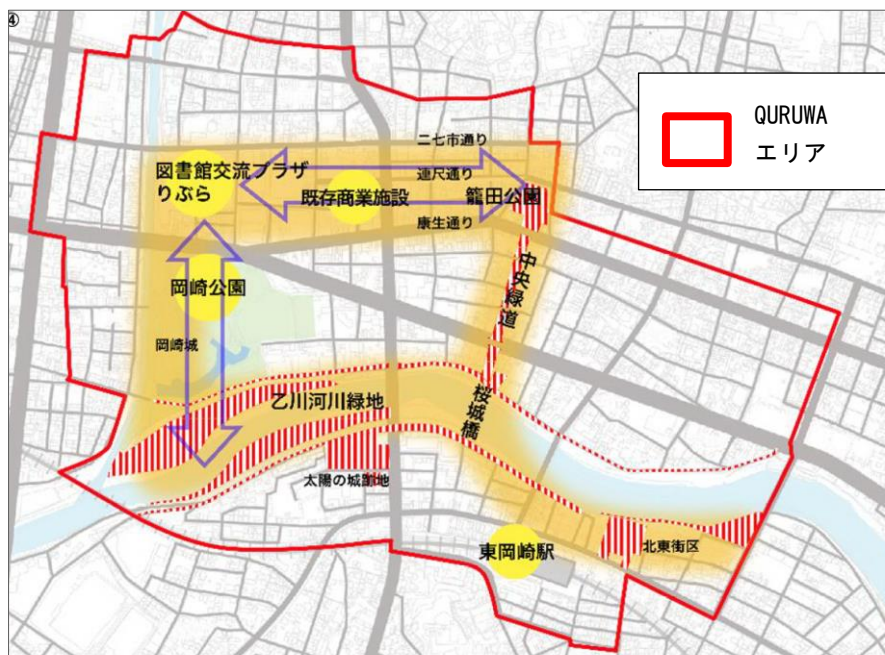 ④
QURUWA
エリア
二七市通り
図書館交流プラザ
りぶら
連尺通り
既存商業施設
籠田公園
康生通り
中央緑道
岡崎公園
岡崎城
乙川河川緑地
桜城橋
太陽の城跡地
東岡崎駅
北東街区